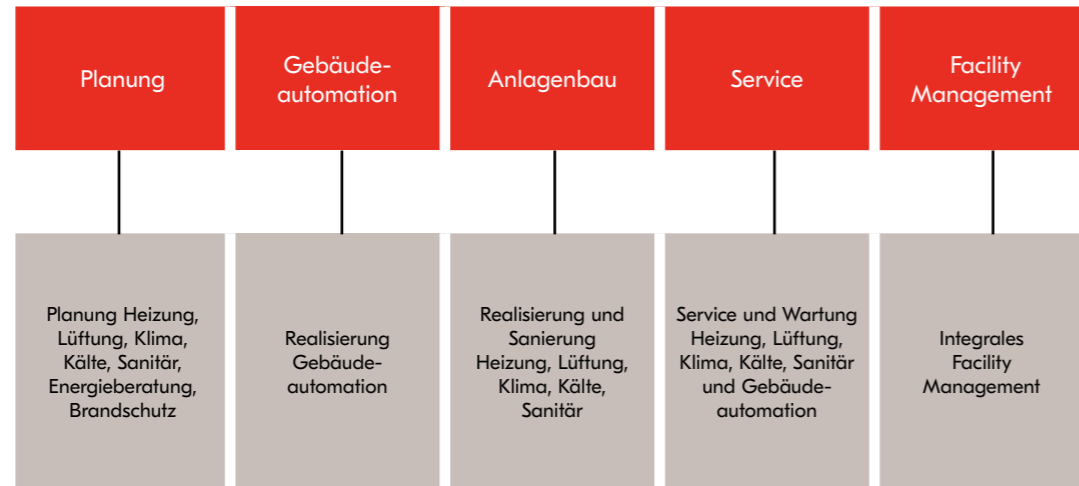 Planung
Gebäude-
automation
Anlagenbau
Service
Facility
Management
Planung Heizung,
Lüftung, Klima,
Kälte, Sanitär,
Energieberatung,
Brandschutz
Realisierung
Gebäude-
automation
Realisierung und
Sanierung
Heizung, Lüftung,
Klima, Kälte,
Sanitär
Service und Wartung
Heizung, Lüftung,
Klima, Kälte, Sanitär
und Gebäude-
automation
Integrales
Facility
Management